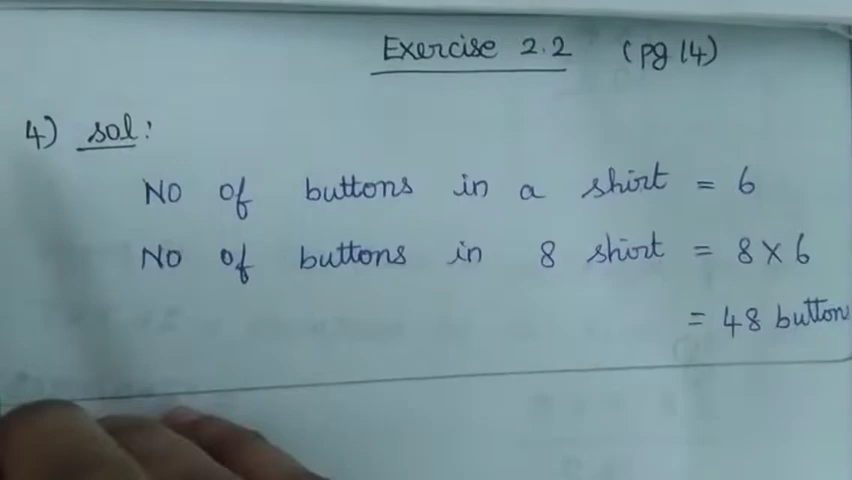 Exercise 2.2 (pg 14)
4) sol:
No of buttons in a shirt = 6
No of buttons in 8 shirt = 8 × 6
= 48 button